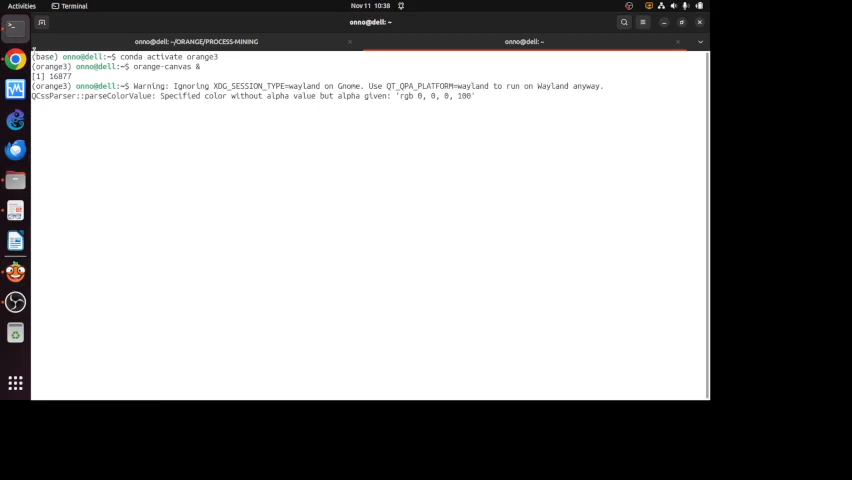 Activities
Terminal
Nov 11 10:38
onno@dell: ~
onno@dell: ~/ORANGE/PROCESS-MINING
onno@dell: ~
(base) onno@dell:~$ conda activate orange3
(orange3) onno@dell:~$ orange-canvas &
[1] 16877
(orange3) onno@dell:~$ Warning: Ignoring XDG_SESSION_TYPE=wayland on Gnome. Use QT_QPA_PLATFORM=wayland to run on Wayland anyway.
QCssParser::parseColorValue: Specified color without alpha value but alpha given: 'rgb 0, 0, 0, 100'